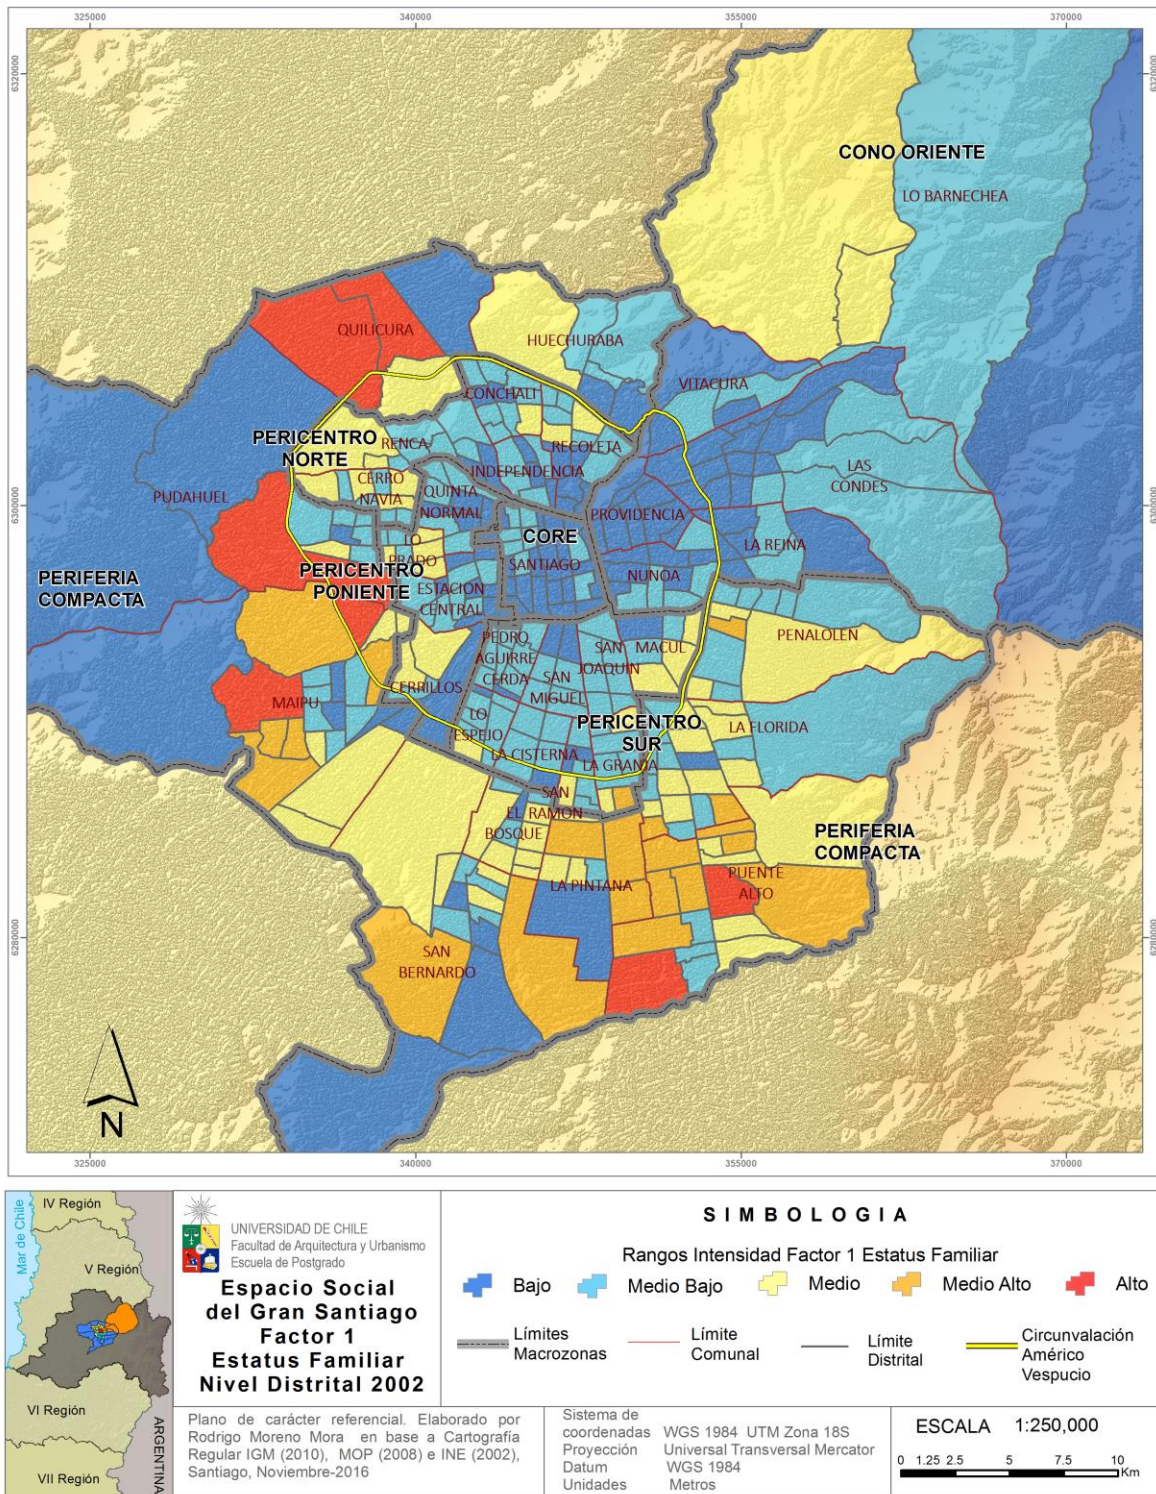 325000 340000 355000 370000
6320000 6320000
CONO ORIENTE
LO BARNECHEA
QUILICURA
HUECHURABA
VITACURA
CONCHALI
PERICENTRO
NORTE
RENCA
RECOLETA
CERRO
NAVIA
INDEPENDENCIA
LAS
CONDES
PUDAHUEL
QUINTA
NORMAL
6300000 6300000
PROVIDENCIA
CORE
LA REINA
LO
PRADO
SANTIAGO
PERICENTRO
PONIENTE
NUNOA
PERIFERIA
COMPACTA
ESTACION
CENTRAL
PEDRO
AGUIRRE
CERDA
SAN
JOAQUIN
MACUL
PENALOLEN
CERRILLOS
SAN
MIGUEL
MAIPU
LO
ESPEJO
PERICENTRO
SUR
LA FLORIDA
LA CISTERNA
LA GRANJA
SAN
RAMON
EL
BOSQUE
PERIFERIA
COMPACTA
LA PINTANA
PUENTE
ALTO
6280000 6280000
SAN
BERNARDO
N
325000 340000 355000 370000
IV Región
Mar de Chile
V Región
VI Región
ARGENTINA
VII Región
UNIVERSIDAD DE CHILE
Facultad de Arquitectura y Urbanismo
Escuela de Postgrado
Espacio Social
del Gran Santiago
Factor 1
Estatus Familiar
Nivel Distrital 2002
SIMBOLOGIA
Rangos Intensidad Factor 1 Estatus Familiar
Bajo Medio Bajo Medio Medio Alto Alto
Límites
Macrozonas
Límite
Comunal
Límite
Distrital
Circunvalación
Américo
Vespucio
Plano de carácter referencial. Elaborado por
Rodrigo Moreno Mora en base a Cartografía
Regular IGM (2010), MOP (2008) e INE (2002),
Santiago, Noviembre-2016
Sistema de
coordenadas WGS 1984 UTM Zona 18S
Proyección Universal Transversal Mercator
Datum WGS 1984
Unidades Metros
ESCALA 1:250,000
0 1.25 2.5 5 7.5 10
Km